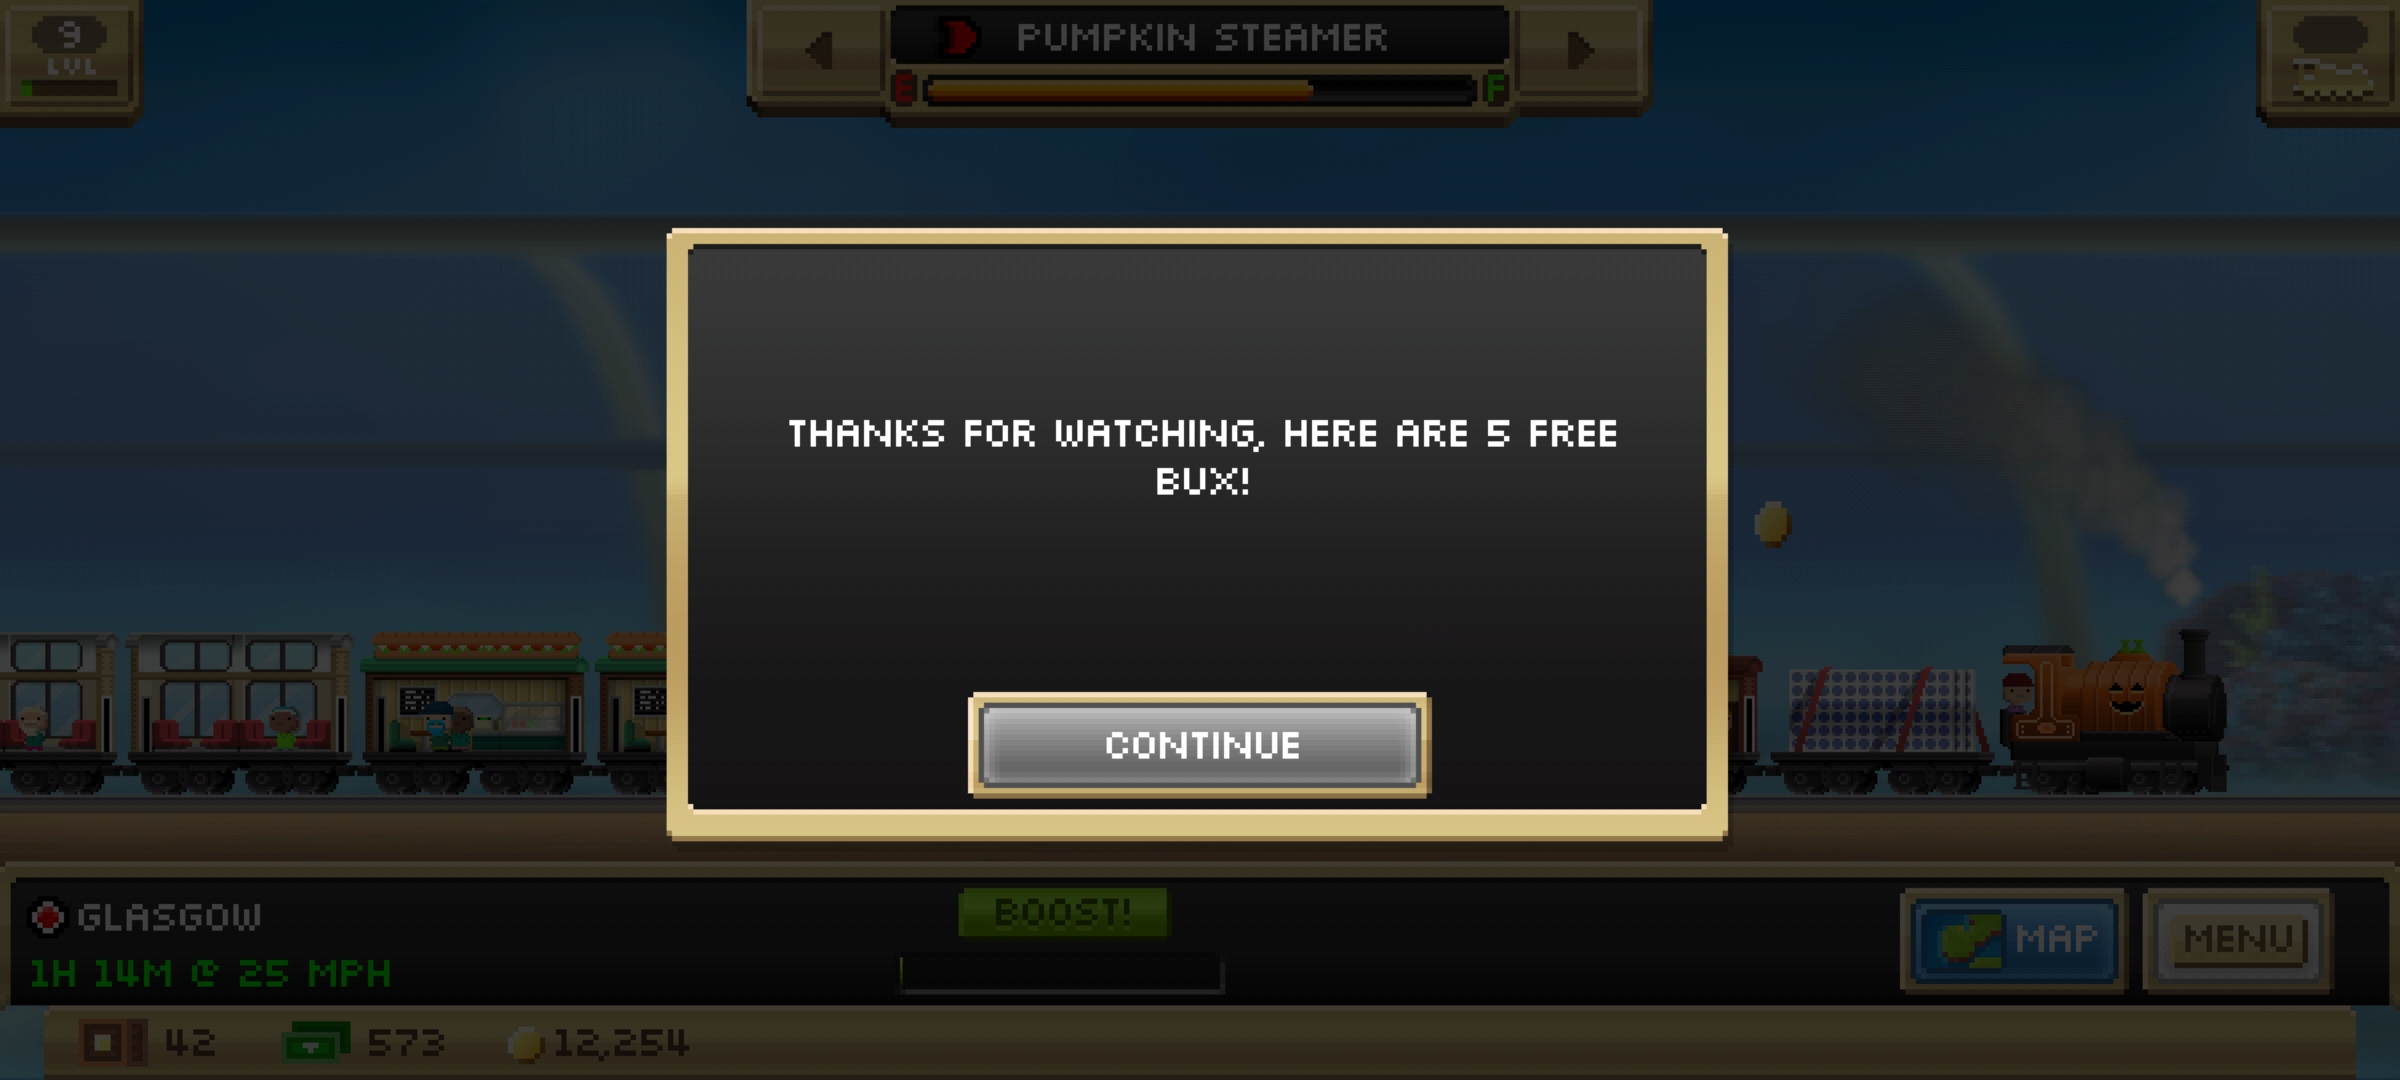 9
LVL
PUMPKIN STEAMER
E
F
THANKS FOR WATCHING, HERE ARE 5 FREE
BUX!
CONTINUE
GLASGOW
1H 14M @ 25 MPH
BOOST!
MAP
MENU
42
573
12,254